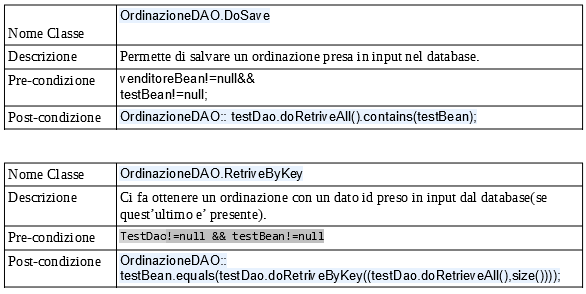 Nome Classe OrdinazioneDAO.DoSave
Descrizione Permette di salvare un ordinazione presa in input nel database.
Pre-condizione venditoreBean!=null&&
testBean!=null;
Post-condizione OrdinazioneDAO:: testDao.doRetriveAll().contains(testBean);
Nome Classe OrdinazioneDAO.RetriveByKey
Descrizione Ci fa ottenere un ordinazione con un dato id preso in input dal database(se
quest'ultimo e' presente).
Pre-condizione TestDao!=null && testBean!=null
Post-condizione OrdinazioneDAO::
testBean.equals(testDao.doRetriveByKey((testDao.doRetrieveAll(),size())));